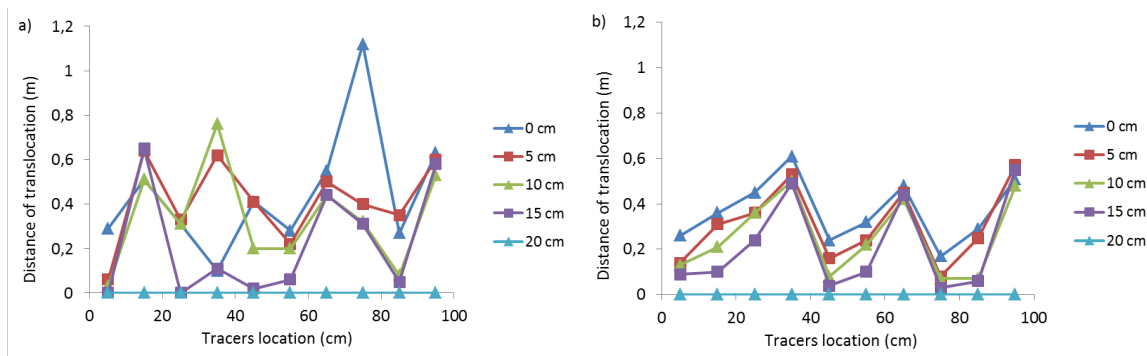 a)
Distance of translocation (m)
1,2
1
0,8
0,6
0,4
0,2
0
0 20 40 60 80 100
Tracers location (cm)
0 cm
5 cm
10 cm
15 cm
20 cm
b)
Distance of translocation (m)
1,2
1
0,8
0,6
0,4
0,2
0
0 20 40 60 80 100
Tracers location (cm)
0 cm
5 cm
10 cm
15 cm
20 cm